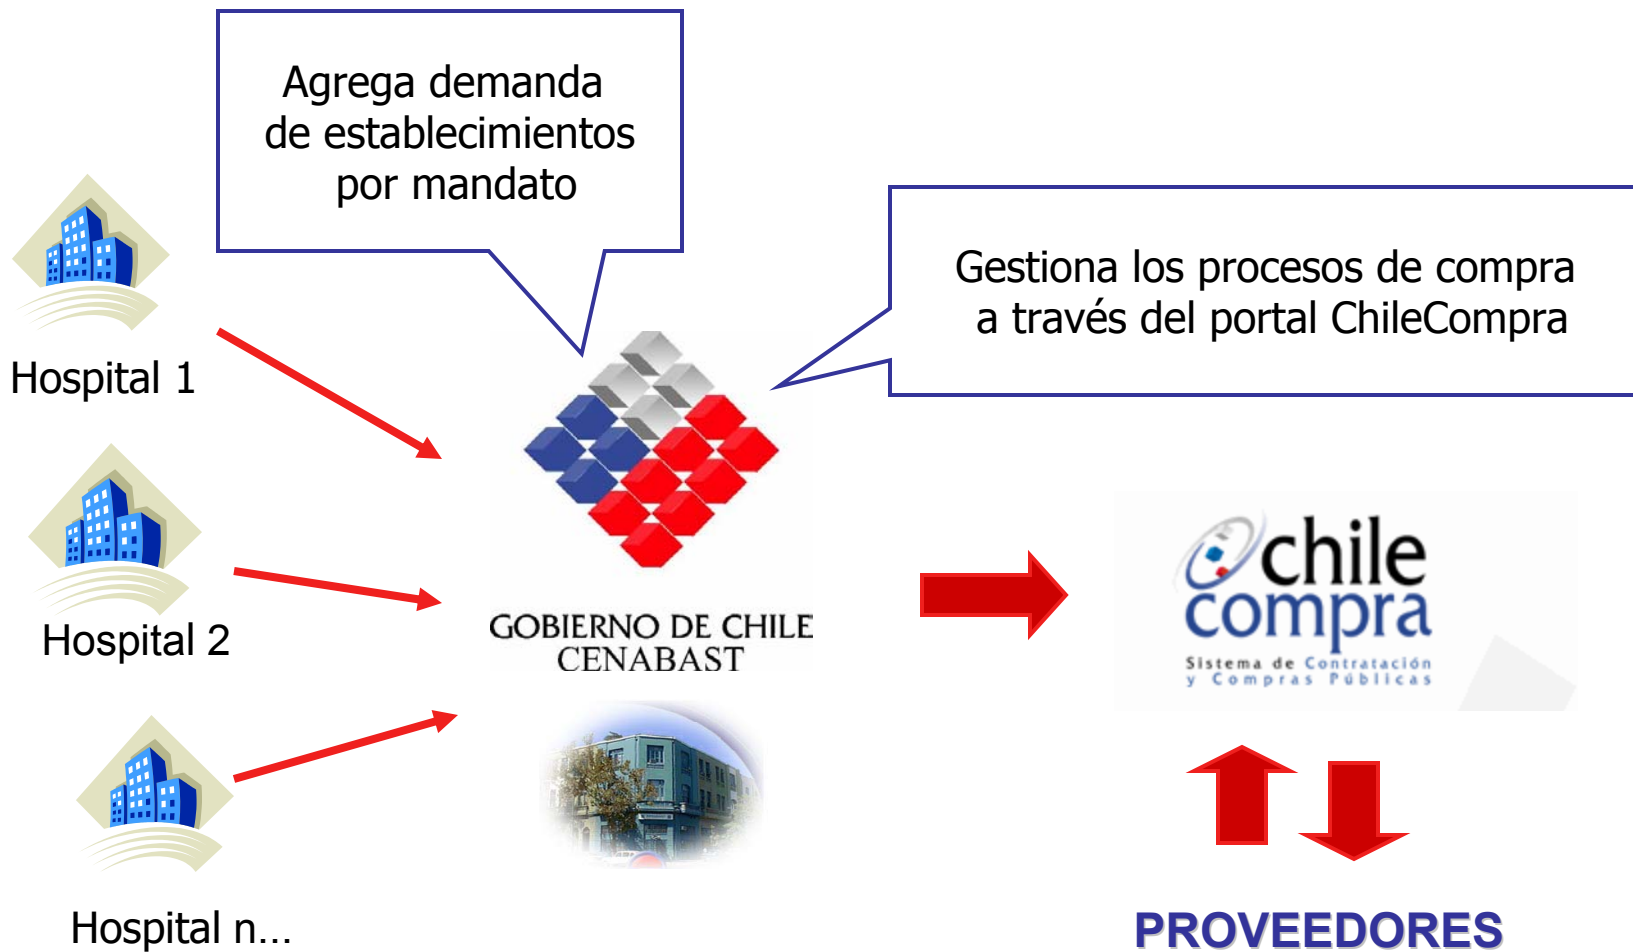 Agrega demanda
de establecimientos
por mandato
Gestiona los procesos de compra
a través del portal ChileCompra
Hospital 1
Hospital 2
Hospital n...
GOBIERNO DE CHILE
CENABAST
chile
compra
Sistema de Contratación
y Compras Públicas
PROVEEDORES